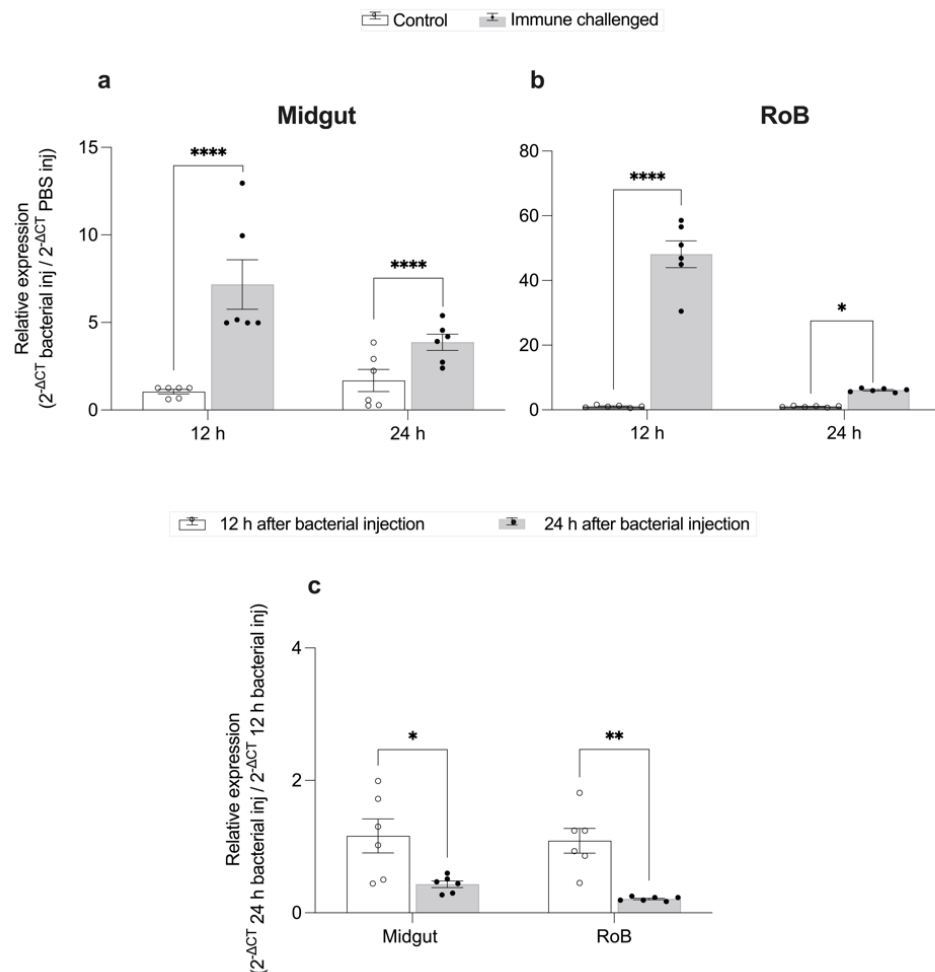 Control Immune challenged
a
Midgut
Relative expression
(2-ΔCT bacterial inj / 2-ΔCT PBS inj)
15
10
5
0
****
****
12 h 24 h
b
RoB
80
60
40
20
0
****
*
12 h 24 h
12 h after bacterial injection 24 h after bacterial injection
c
Relative expression
(2-ΔCT 24 h bacterial inj / 2-ΔCT 12 h bacterial inj)
4
2
0
*
**
Midgut RoB